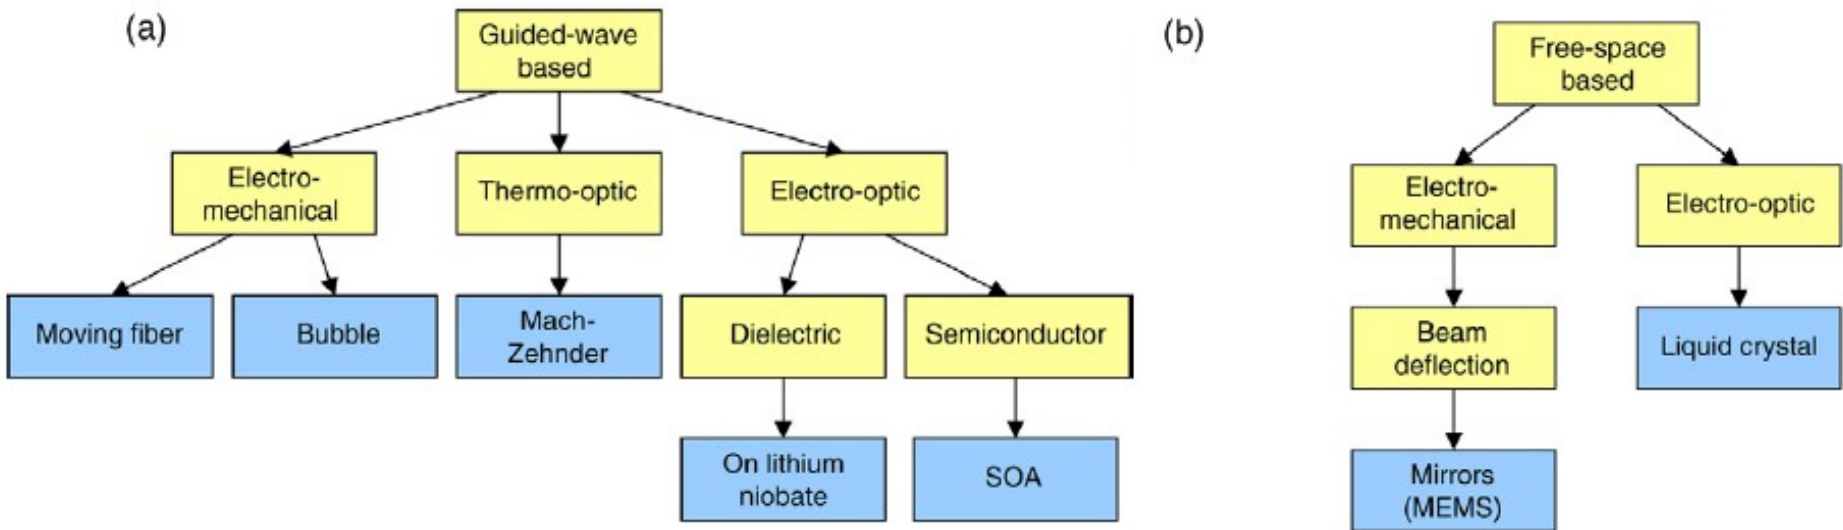 (a)
Guided-wave
based
Electro-
mechanical
Thermo-optic
Electro-optic
Moving fiber
Bubble
Mach-
Zehnder
Dielectric
Semiconductor
On lithium
niobate
SOA
(b)
Free-space
based
Electro-
mechanical
Electro-optic
Beam
deflection
Liquid crystal
Mirrors
(MEMS)